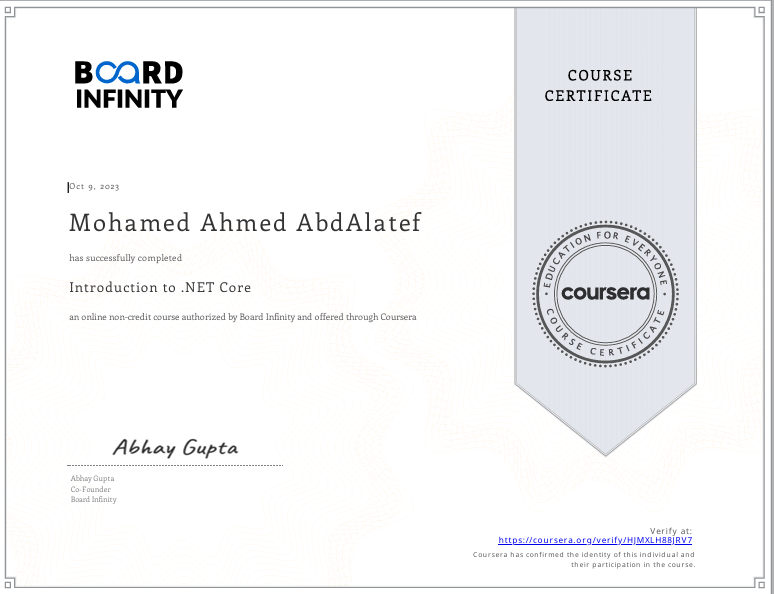 BOARD
INFINITY
COURSE
CERTIFICATE
Oct 9, 2023
Mohamed Ahmed AbdAlatef
has successfully completed
Introduction to .NET Core
an online non-credit course authorized by Board Infinity and offered through Coursera
EDUCATION FOR EVERYONE
coursera
COURSE CERTIFICATE
Abhay Gupta
Abhay Gupta
Co-Founder
Board Infinity
Verify at:
https://coursera.org/verify/HJMXLH88JRV7
Coursera has confirmed the identity of this individual and
their participation in the course.